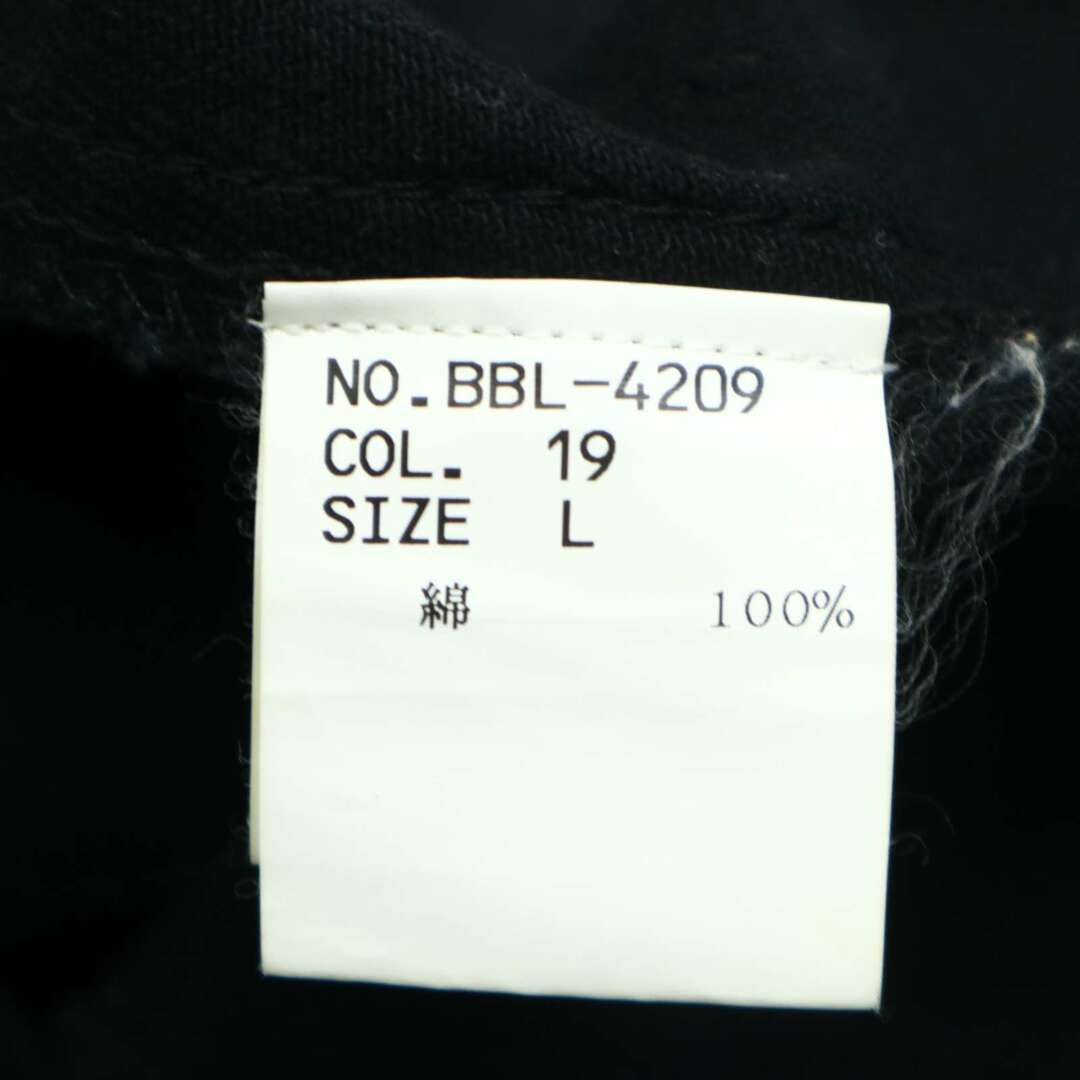 NO.BBL-4209
COL. 19
SIZE L
綿 100%